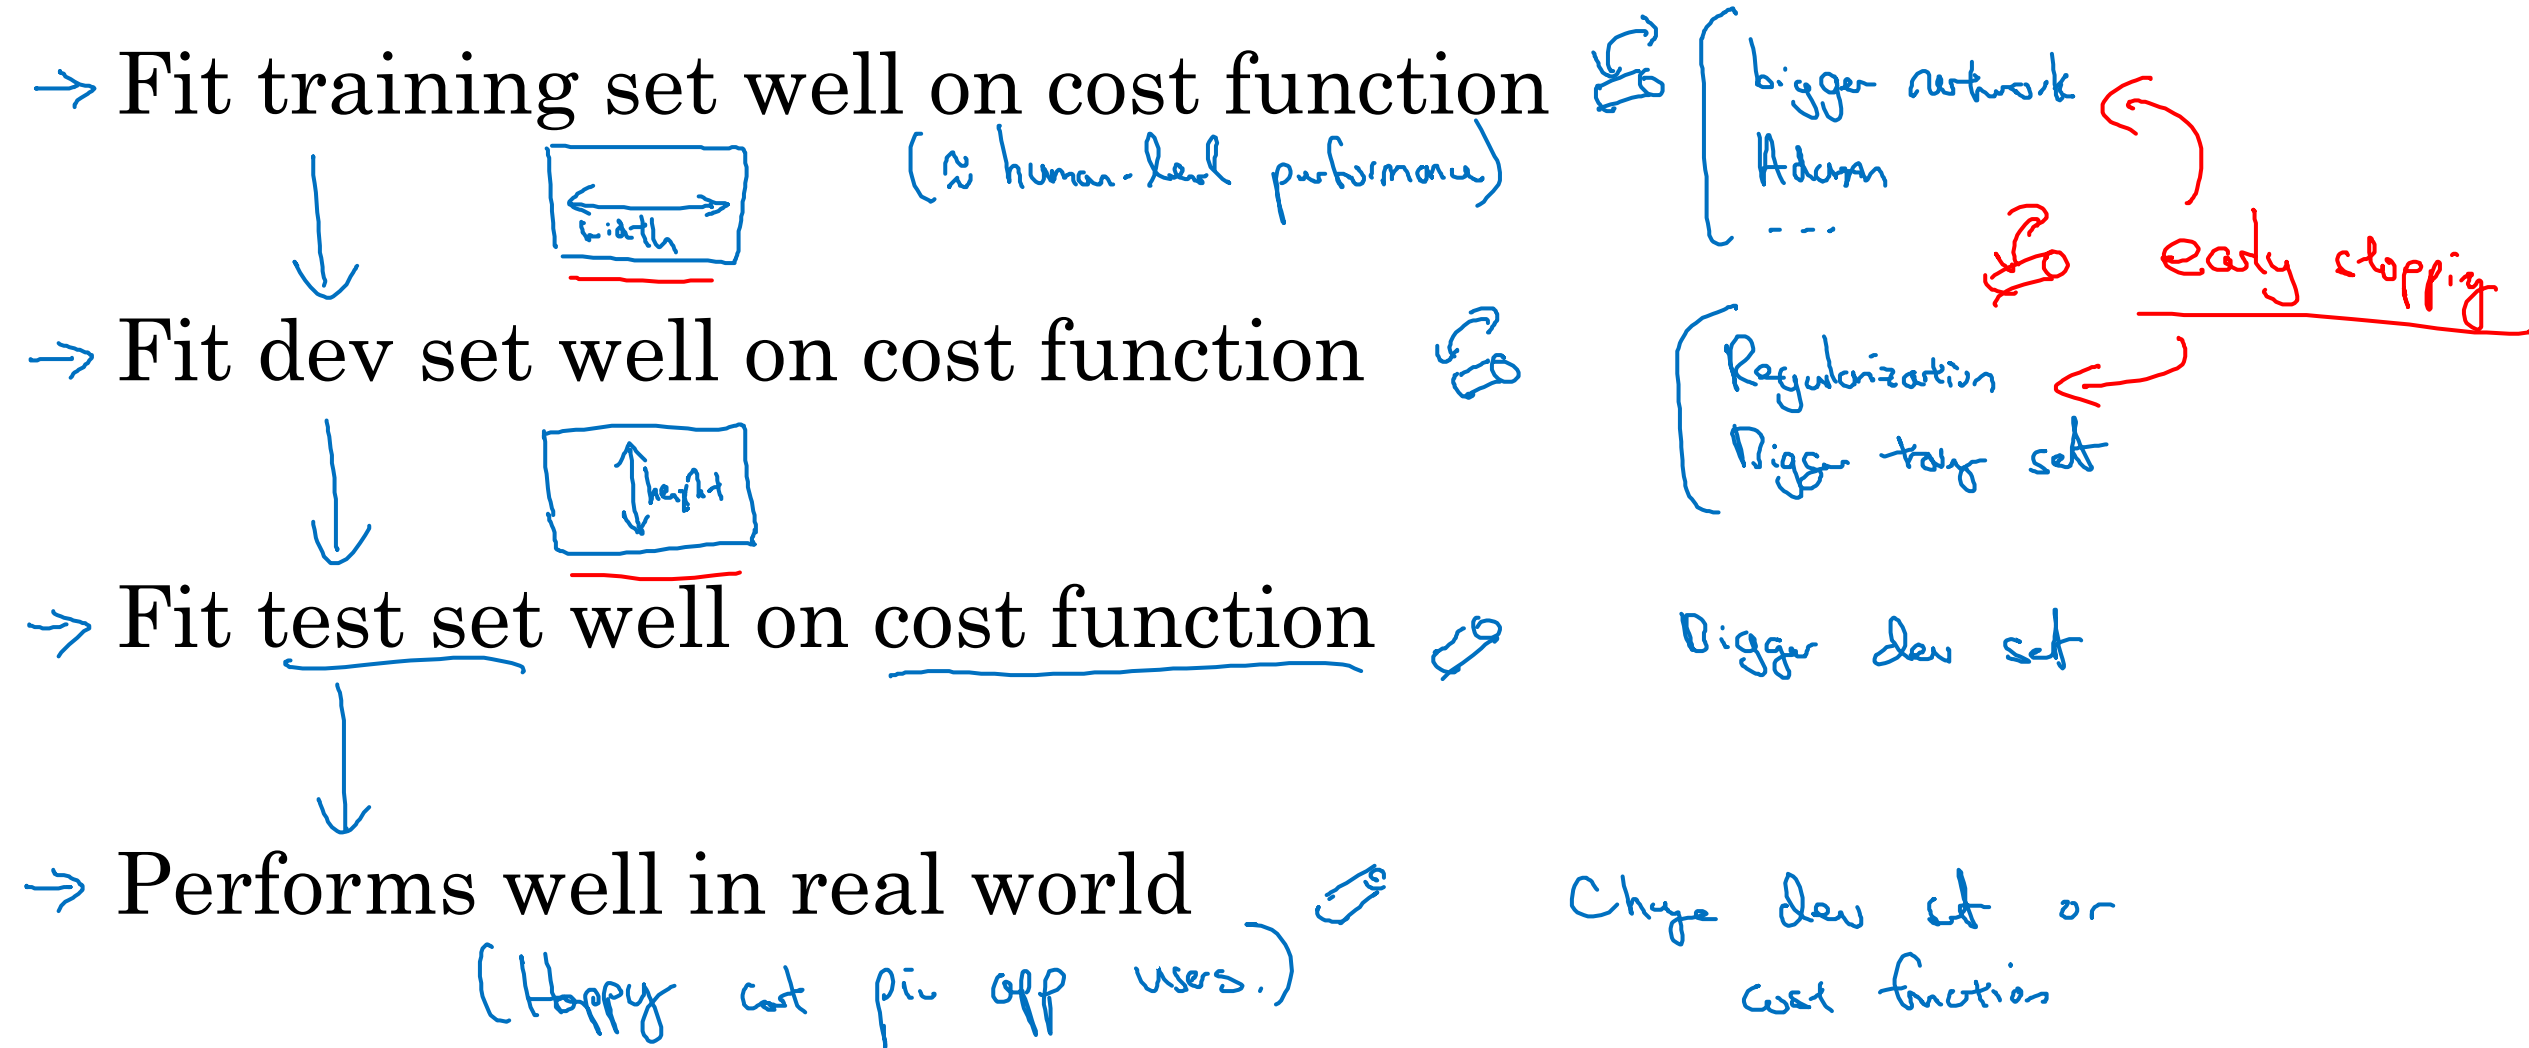 → Fit training set well on cost function
bigger network
(≈ human-level performance)
Adam
....
width
early stopping
→ Fit dev set well on cost function
Regularization
Bigger train set
height
→ Fit test set well on cost function
Bigger dev set
→ Performs well in real world
Change dev set or
cost function
(Happy cat pic app users.)